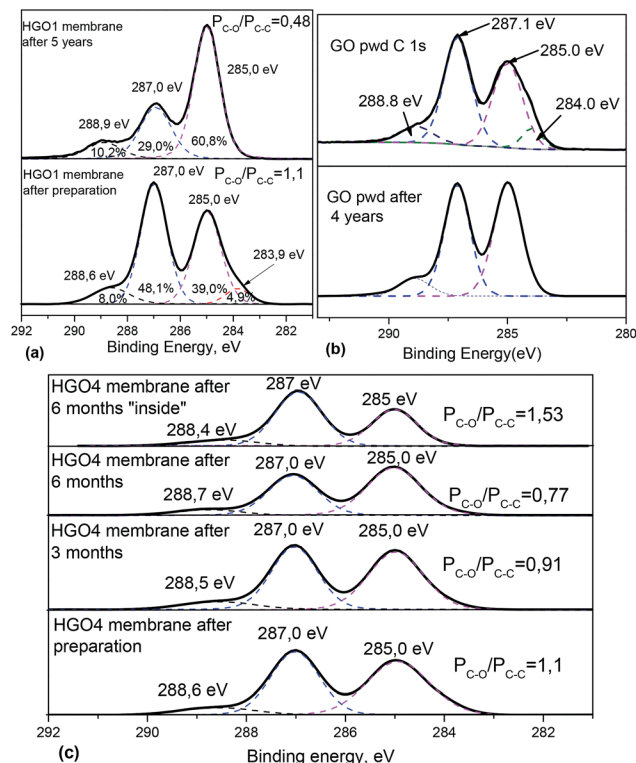 HGO1 membrane
after 5 years
P_C-O/P_C-C=0,48
287,0 eV
285,0 eV
288,9 eV
10,2%
29,0%
60,8%
HGO1 membrane
after preparation
287,0 eV
P_C-O/P_C-C=1,1
285,0 eV
283,9 eV
288,6 eV
8,0%
48,1%
39,0%
4,9%
292 290 288 286 284 282
(a)
Binding Energy, eV
GO pwd C 1s
287.1 eV
285.0 eV
288.8 eV
284.0 eV
GO pwd after
4 years
290 285 280
(b)
Binding Energy(eV)
HGO4 membrane after
6 months "inside"
287 eV
285 eV
288,4 eV
P_C-O/P_C-C=1,53
HGO4 membrane after
6 months
287,0 eV
285,0 eV
288,7 eV
P_C-O/P_C-C=0,77
HGO4 membrane after
3 months
287,0 eV
285,0 eV
288,5 eV
P_C-O/P_C-C=0,91
HGO4 membrane after
preparation
287,0 eV
285,0 eV
288,6 eV
P_C-O/P_C-C=1,1
292 290 288 286 284 282
(c)
Binding energy, eV